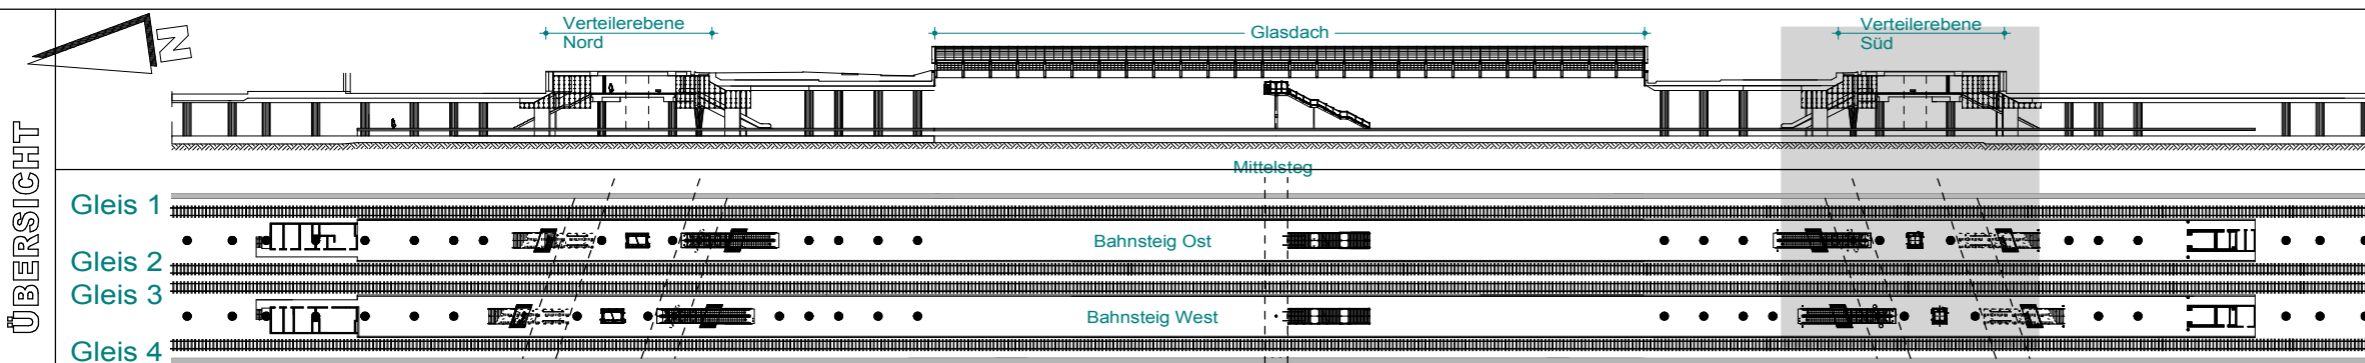 ÜBERSICHT
N
Verteilerebene
Nord
Glasdach
Verteilerebene
Süd
Mittelsteg
Gleis 1
Bahnsteig Ost
Gleis 2
Gleis 3
Bahnsteig West
Gleis 4